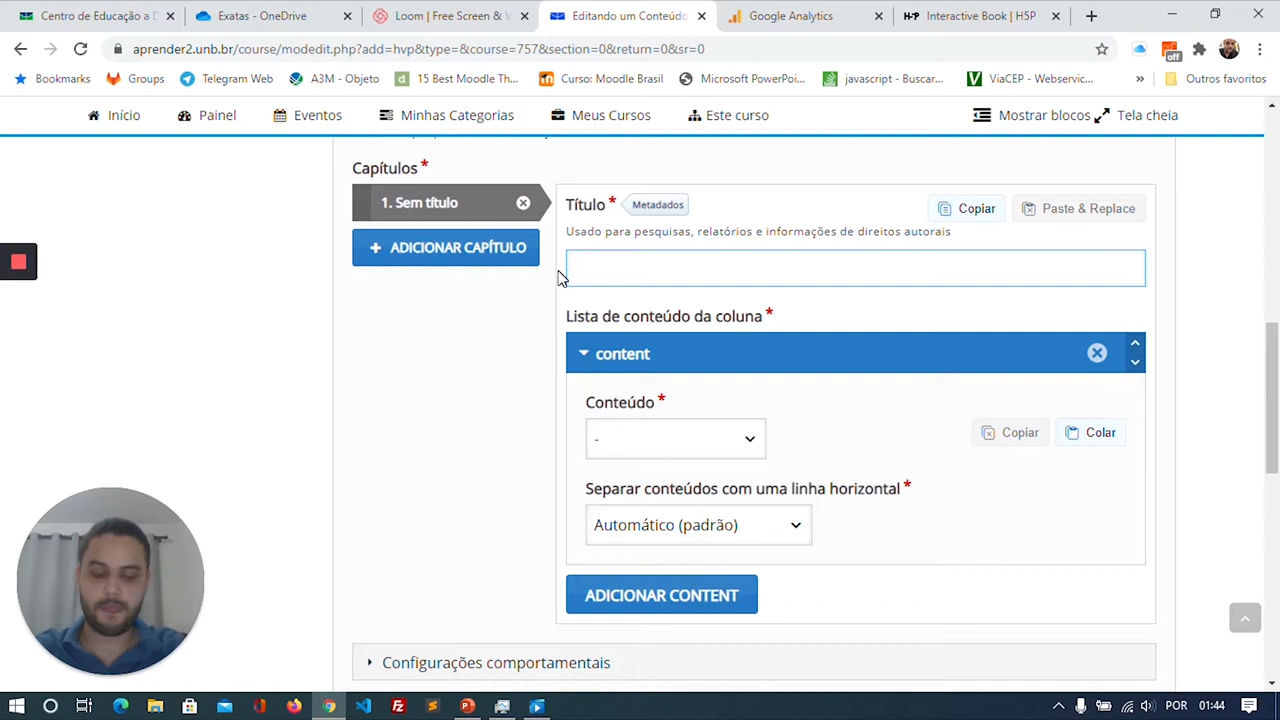 Centro de Educação a D
Exatas - OneDrive
Loom | Free Screen & V
Editando um Conteúdo
Google Analytics
H-P
Interactive Book | H5P
aprender2.unb.br/course/modedit.php?add=hvp&type=&course=757&section=0&return=0&sr=0
off
Bookmarks
Groups
Telegram Web
A3M - Objeto
15 Best Moodle Th...
Curso: Moodle Brasil
Microsoft PowerPoi...
javascript - Buscar...
ViaCEP - Webservic...
»
Outros favoritos
Início
Painel
Eventos
Minhas Categorias
Meus Cursos
Este curso
Mostrar blocos
Tela cheia
Capítulos *
1. Sem título
+ ADICIONAR CAPÍTULO
Título *
Metadados
Copiar
Paste & Replace
Usado para pesquisas, relatórios e informações de direitos autorais
Lista de conteúdo da coluna *
content
Conteúdo *
-
Copiar
Colar
Separar conteúdos com uma linha horizontal *
Automático (padrão)
ADICIONAR CONTENT
Configurações comportamentais
POR
01:44